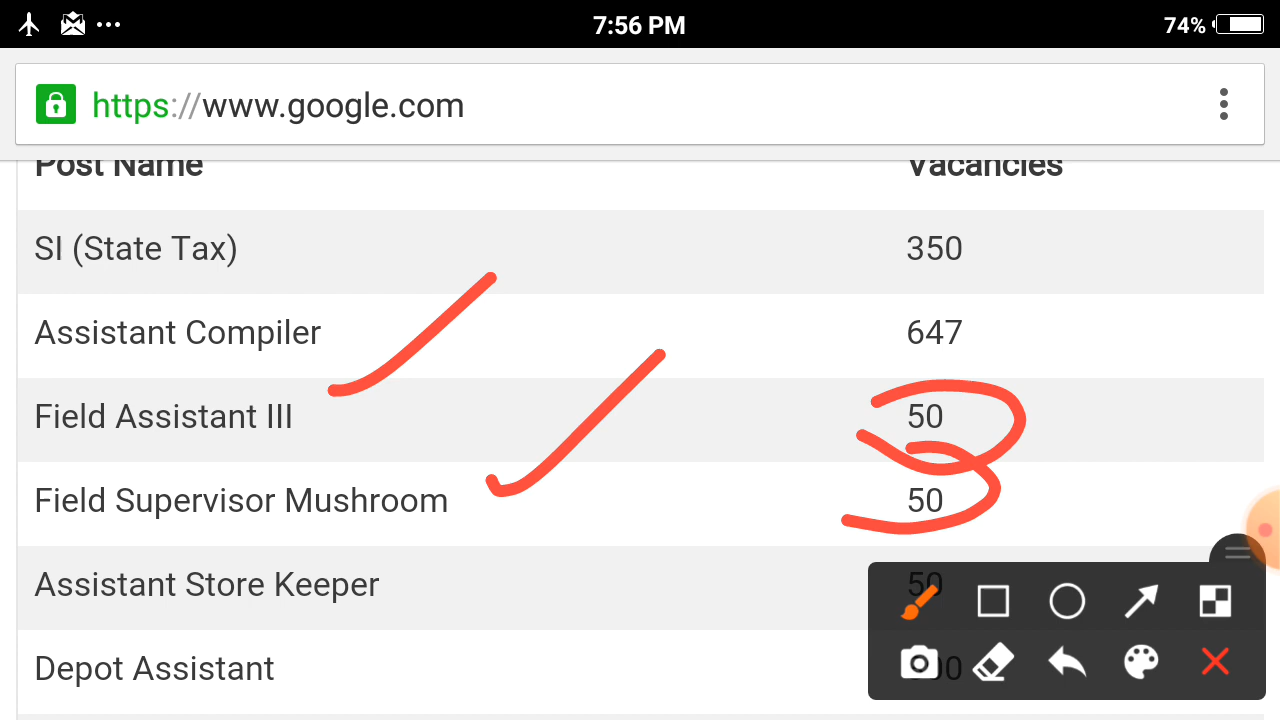 7:56 PM 74%
https://www.google.com
Post Name Vacancies
SI (State Tax) 350
Assistant Compiler 647
Field Assistant III 50
Field Supervisor Mushroom 50
Assistant Store Keeper 50
Depot Assistant